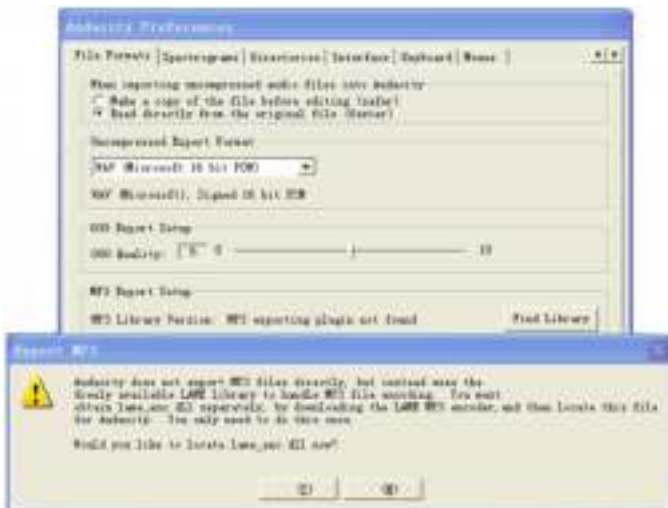 Audacity Preferences
File Formats Spectrograms Directories Interface Keyboard Mouse
When importing uncompressed audio files into Audacity
Make a copy of the file before editing (safer)
Read directly from the original file (faster)
Uncompressed Export Format
WAV (Microsoft 16 bit PCM)
WAV (Microsoft), Signed 16 bit PCM
OGG Export Setup
OGG Quality: 5 0 10
MP3 Export Setup
MP3 Library Version: MP3 exporting plugin not found Find Library
Export MP3
Audacity does not export MP3 files directly, but instead uses the
freely available LAME library to handle MP3 file encoding. You must
obtain lame_enc.dll separately, by downloading the LAME MP3 encoder, and then locate this file
for Audacity. You only need to do this once.
Would you like to locate lame_enc.dll now?